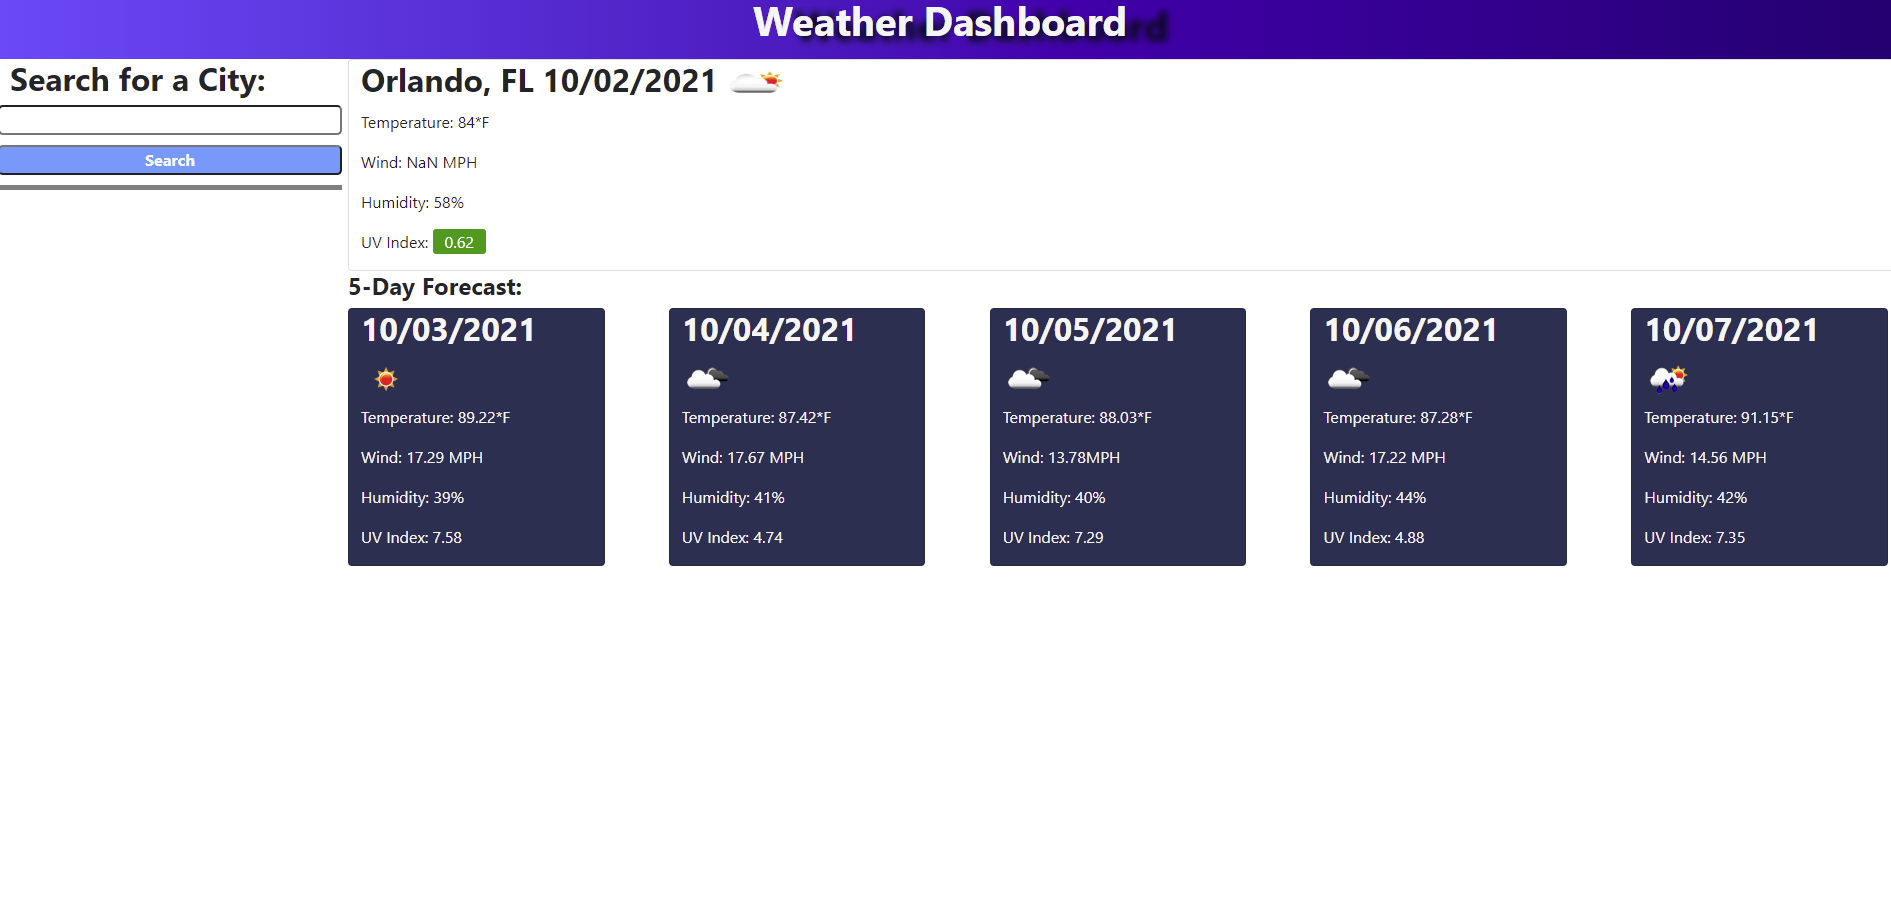 Weather Dashboard
Search for a City:
Search
Orlando, FL 10/02/2021
Temperature: 84*F
Wind: NaN MPH
Humidity: 58%
UV Index: 0.62
5-Day Forecast:
10/03/2021
Temperature: 89.22*F
Wind: 17.29 MPH
Humidity: 39%
UV Index: 7.58
10/04/2021
Temperature: 87.42*F
Wind: 17.67 MPH
Humidity: 41%
UV Index: 4.74
10/05/2021
Temperature: 88.03*F
Wind: 13.78MPH
Humidity: 40%
UV Index: 7.29
10/06/2021
Temperature: 87.28*F
Wind: 17.22 MPH
Humidity: 44%
UV Index: 4.88
10/07/2021
Temperature: 91.15*F
Wind: 14.56 MPH
Humidity: 42%
UV Index: 7.35